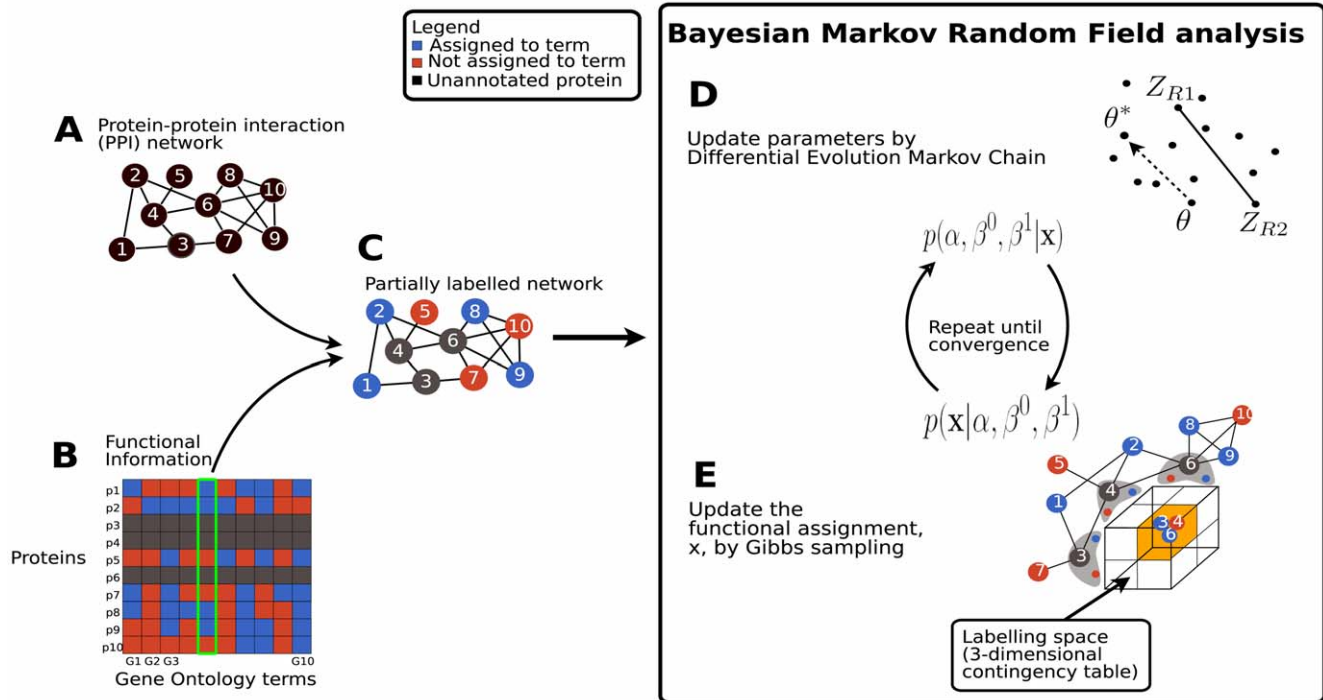 Legend
Assigned to term
Not assigned to term
Unannotated protein
A
Protein-protein interaction
(PPI) network
2
5
8
10
4
6
1
3
7
9
B
Functional
Information
p1
p2
p3
p4
p5
p6
p7
p8
p9
p10
Proteins
G1 G2 G3 G10
Gene Ontology terms
C
Partially labelled network
2
5
8
10
4
6
1
3
7
9
Bayesian Markov Random Field analysis
D
Update parameters by
Differential Evolution Markov Chain
Z_{R1}
θ*
θ
Z_{R2}
p(α, β⁰, β¹|x)
Repeat until
convergence
p(x|α, β⁰, β¹)
E
Update the
functional assignment,
x, by Gibbs sampling
10
8
2
9
5
6
4
1
3 4
6
3
7
Labelling space
(3-dimensional
contingency table)